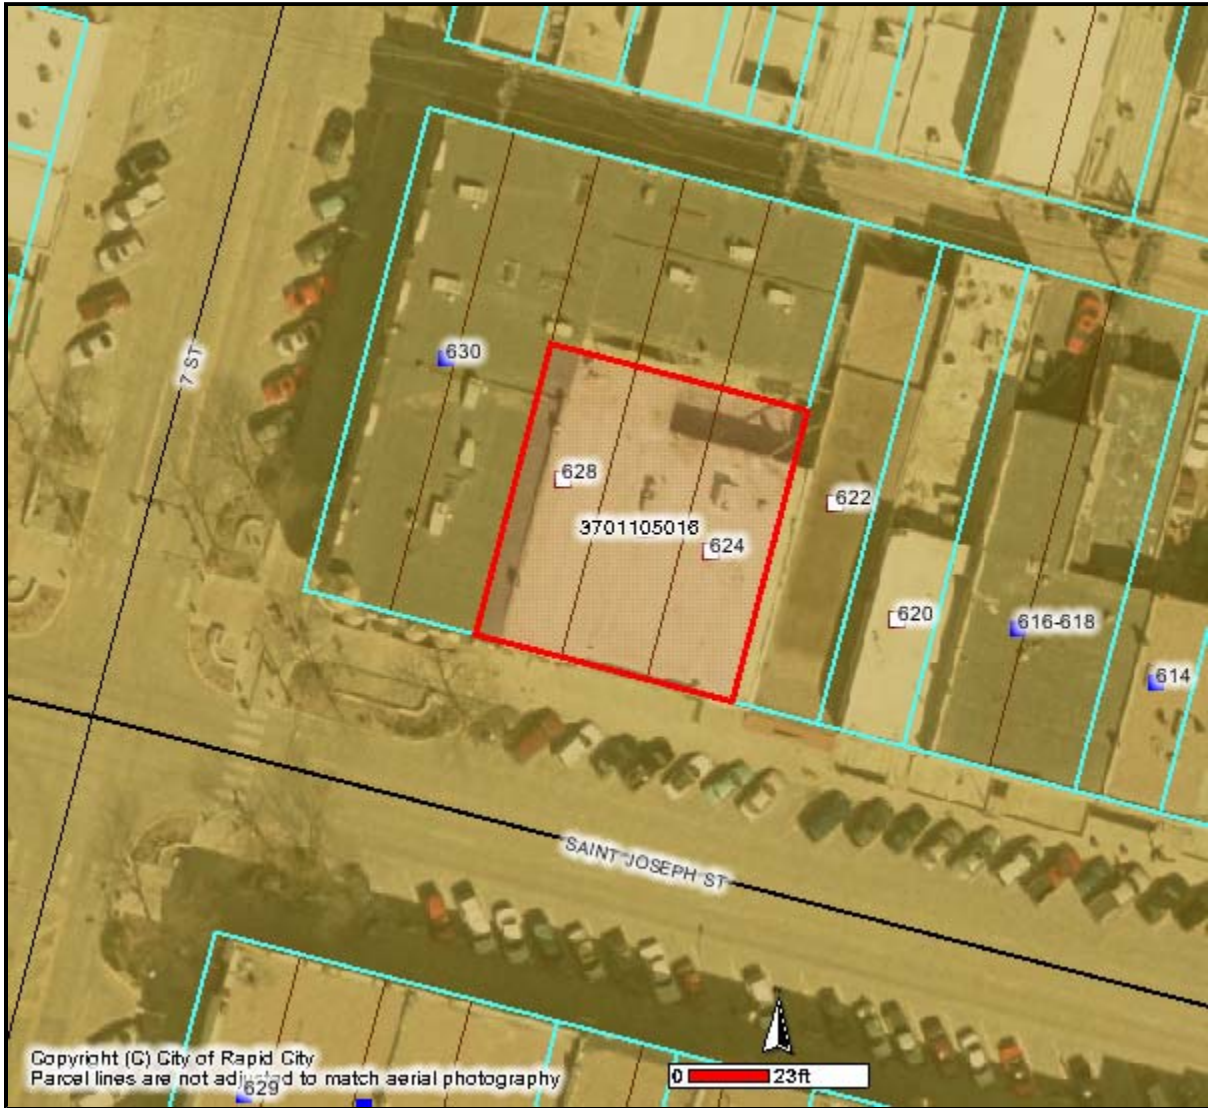 7 ST
630
628
3701105016
624
622
620
616-618
614
SAINT JOSEPH ST
Copyright (C) City of Rapid City
Parcel lines are not adjusted to match aerial photography
629
0 23ft